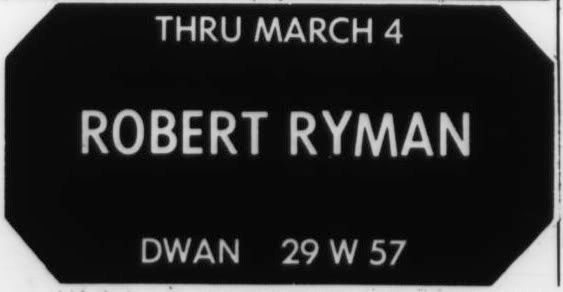 THRU MARCH 4
ROBERT RYMAN
DWAN 29 W 57